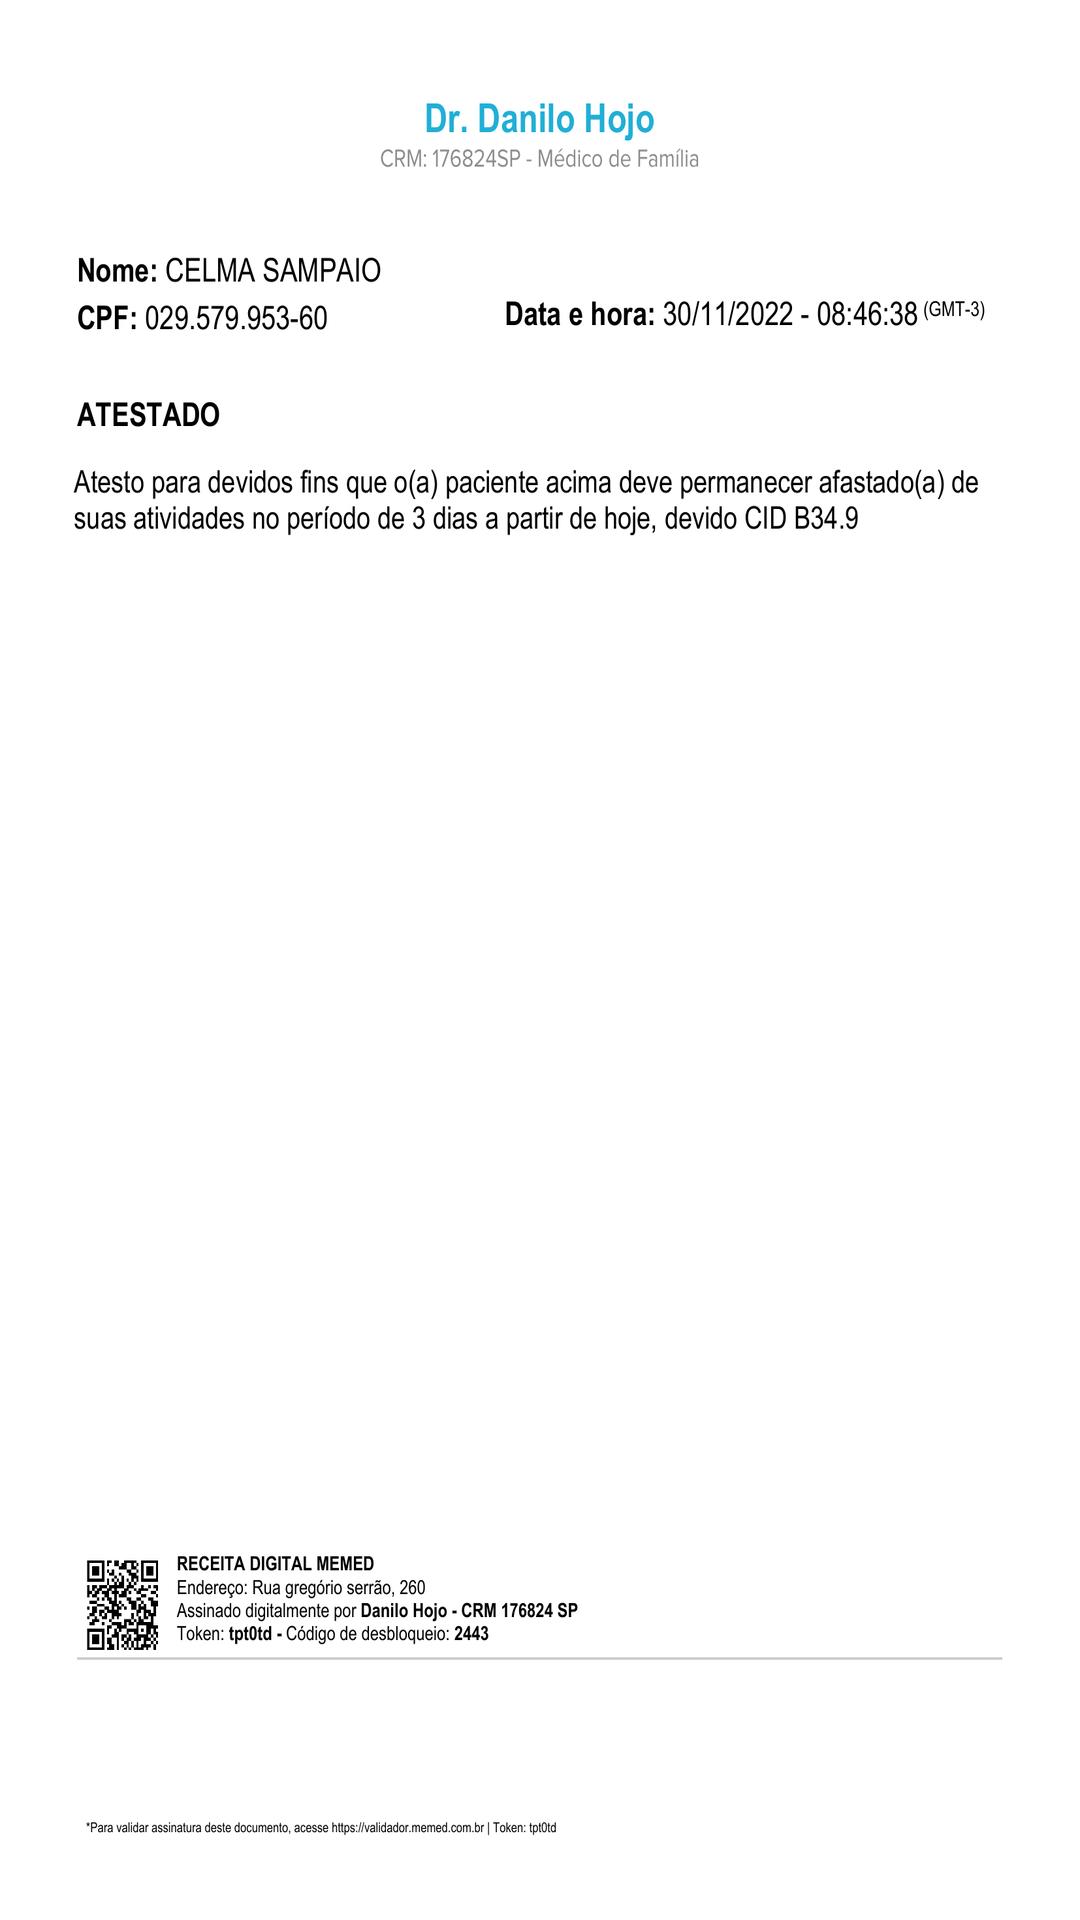 Dr. Danilo Hojo
CRM: 176824SP - Médico de Família
Nome: CELMA SAMPAIO
CPF: 029.579.953-60
Data e hora: 30/11/2022 - 08:46:38 (GMT-3)
ATESTADO
Atesto para devidos fins que o(a) paciente acima deve permanecer afastado(a) de
suas atividades no período de 3 dias a partir de hoje, devido CID B34.9
RECEITA DIGITAL MEMED
Endereço: Rua gregório serrão, 260
Assinado digitalmente por Danilo Hojo - CRM 176824 SP
Token: tpt0td - Código de desbloqueio: 2443
*Para validar assinatura deste documento, acesse https://validador.memed.com.br | Token: tpt0td